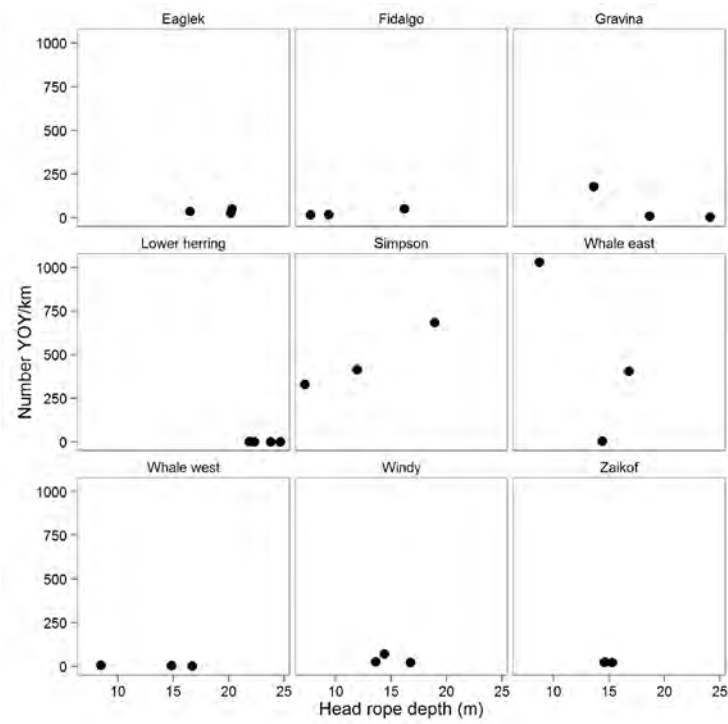 Eaglek Fidalgo Gravina
1000
750
500
250
0
Lower herring Simpson Whale east
1000
750
500
250
0
Number YOY/km
Whale west Windy Zaikof
1000
750
500
250
0
10 15 20 25 10 15 20 25 10 15 20 25
Head rope depth (m)